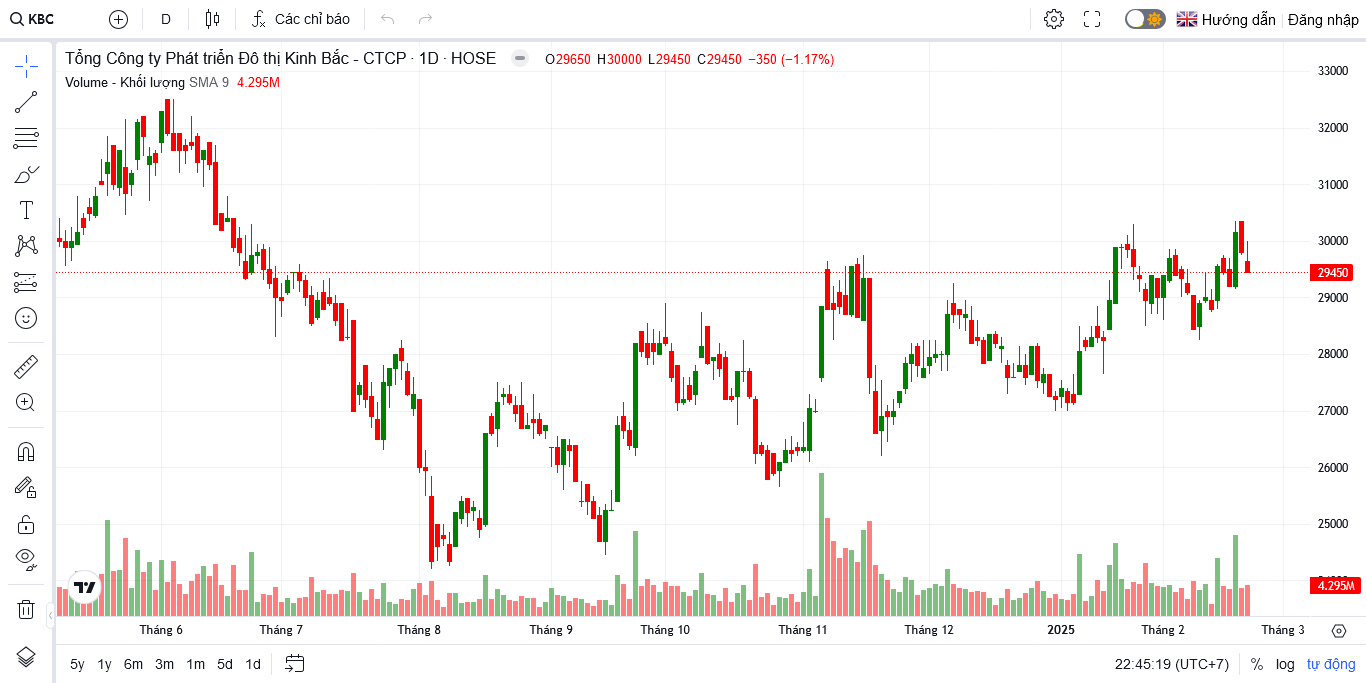 KBC D Các chỉ báo Hướng dẫn Đăng nhập
Tổng Công ty Phát triển Đô thị Kinh Bắc - CTCP · 1D · HOSE O29650 H30000 L29450 C29450 −350 (−1.17%)
Volume - Khối lượng SMA 9 4.295M
33000
32000
31000
30000
29450
29000
28000
27000
26000
25000
4.295M
Tháng 6 Tháng 7 Tháng 8 Tháng 9 Tháng 10 Tháng 11 Tháng 12 2025 Tháng 2 Tháng 3
5y 1y 6m 3m 1m 5d 1d 22:45:19 (UTC+7) % log tự động